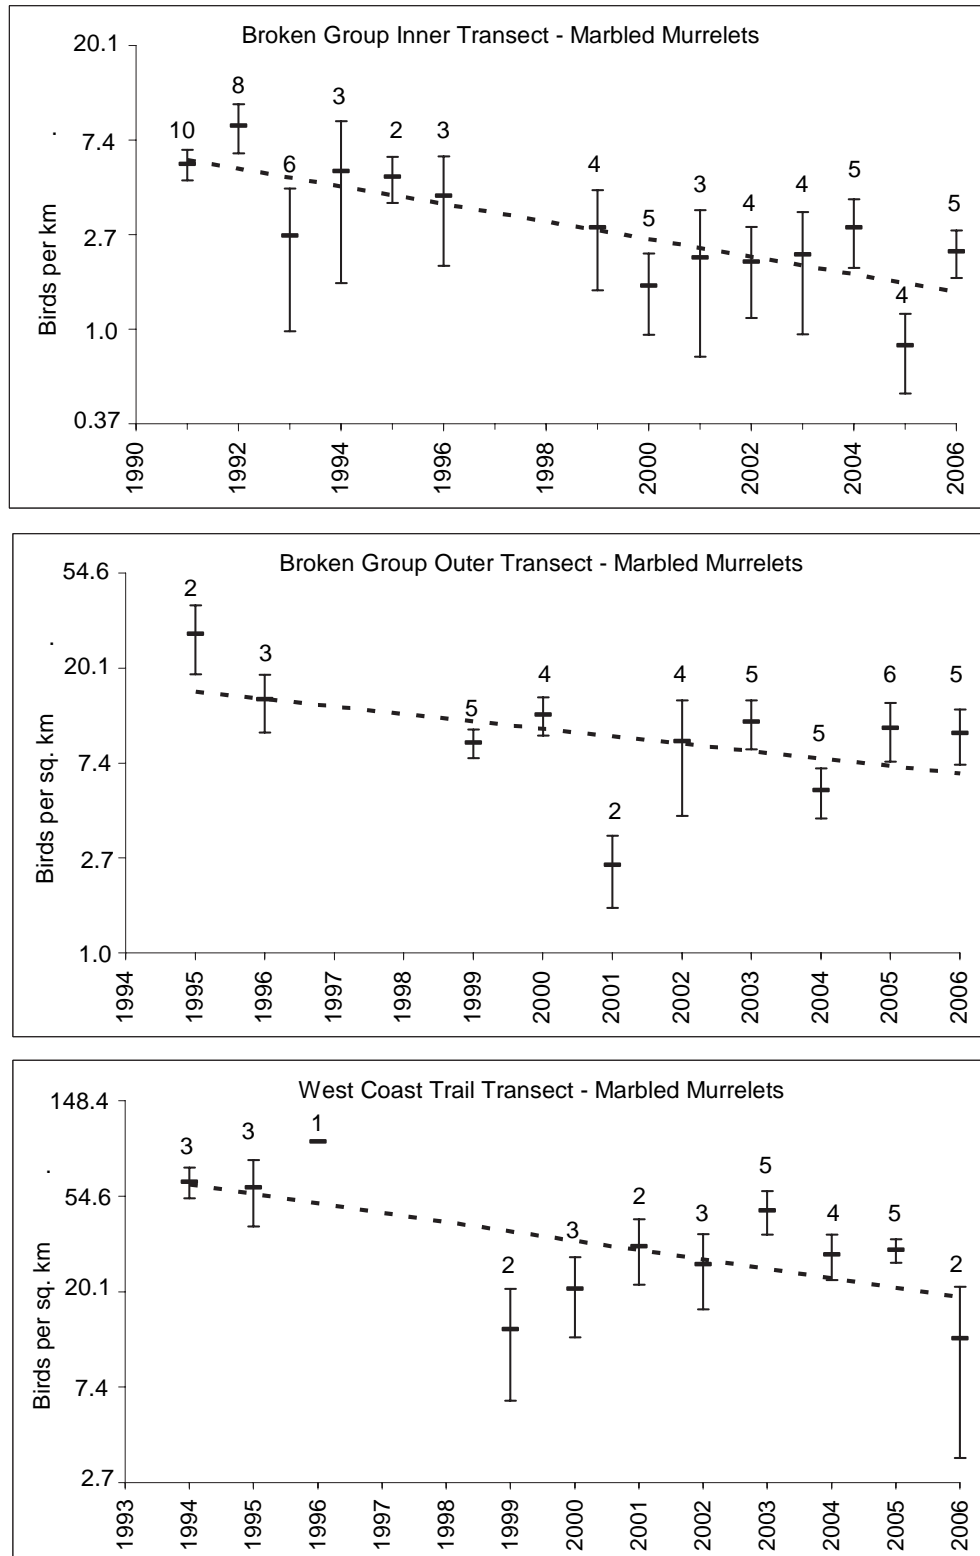 Broken Group Inner Transect - Marbled Murrelets
20.1
7.4
2.7
1.0
0.37
Birds per km
10 8 6 3 2 3 4 5 3 4 4 5 4 5
1990 1992 1994 1996 1998 2000 2002 2004 2006
Broken Group Outer Transect - Marbled Murrelets
54.6
20.1
7.4
2.7
1.0
Birds per sq. km
2 3 5 4 2 4 5 5 6 5
1994 1995 1996 1997 1998 1999 2000 2001 2002 2003 2004 2005 2006
West Coast Trail Transect - Marbled Murrelets
148.4
54.6
20.1
7.4
2.7
Birds per sq. km
3 3 1 2 3 2 3 5 4 5 2
1993 1994 1995 1996 1997 1998 1999 2000 2001 2002 2003 2004 2005 2006